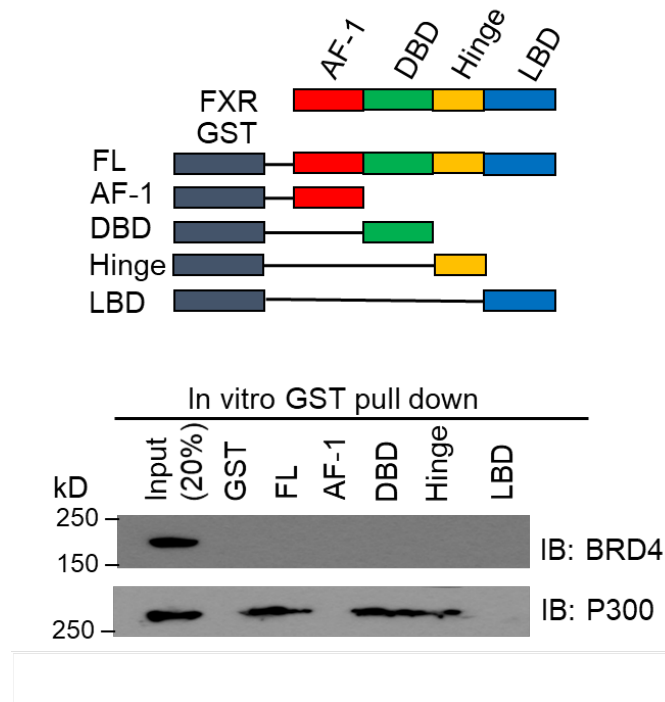 AF-1 DBD Hinge LBD
FXR
GST
FL
AF-1
DBD
Hinge
LBD
In vitro GST pull down
kD
Input (20%) GST FL AF-1 DBD Hinge LBD
250
150
IB: BRD4
250
IB: P300